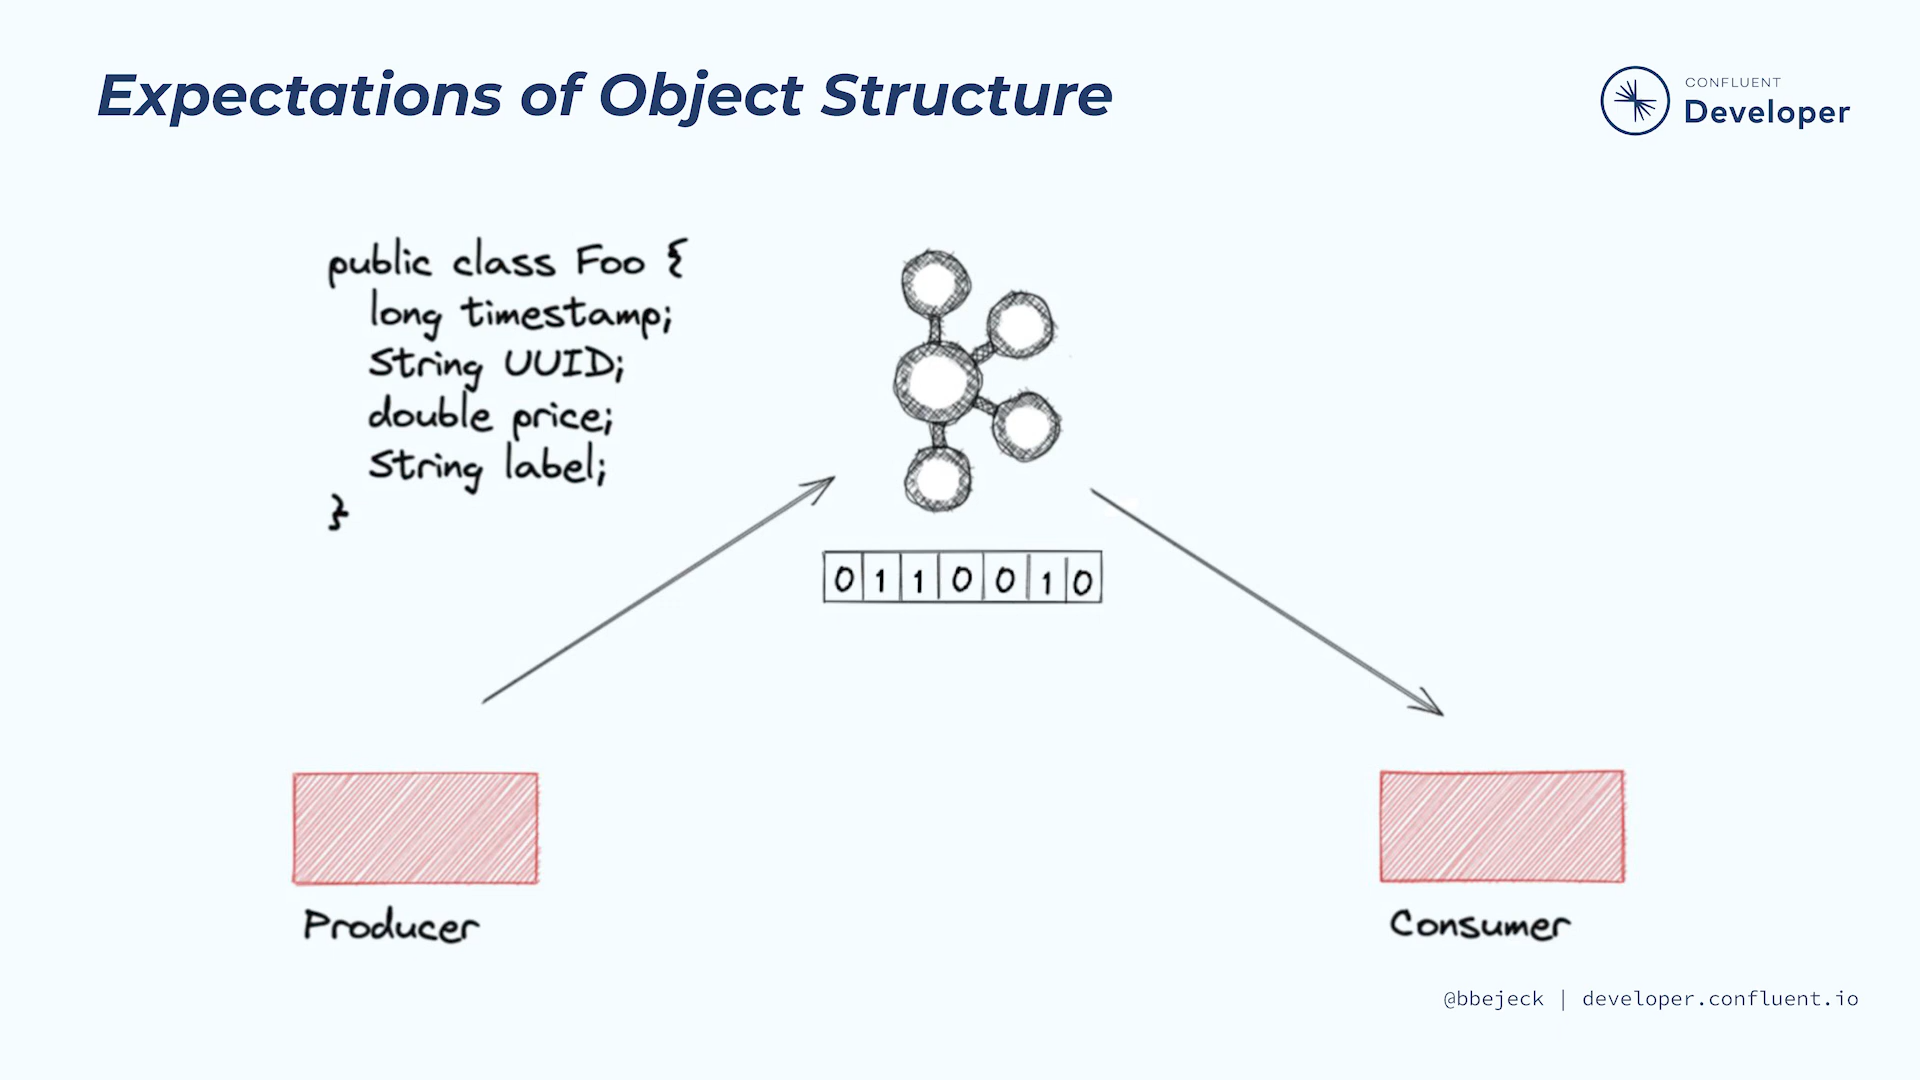 Expectations of Object Structure
CONFLUENT
Developer
public class Foo {
long timestamp;
String UUID;
double price;
String label;
}
0 1 1 0 0 1 0
Producer
Consumer
@bbejeck | developer.confluent.io